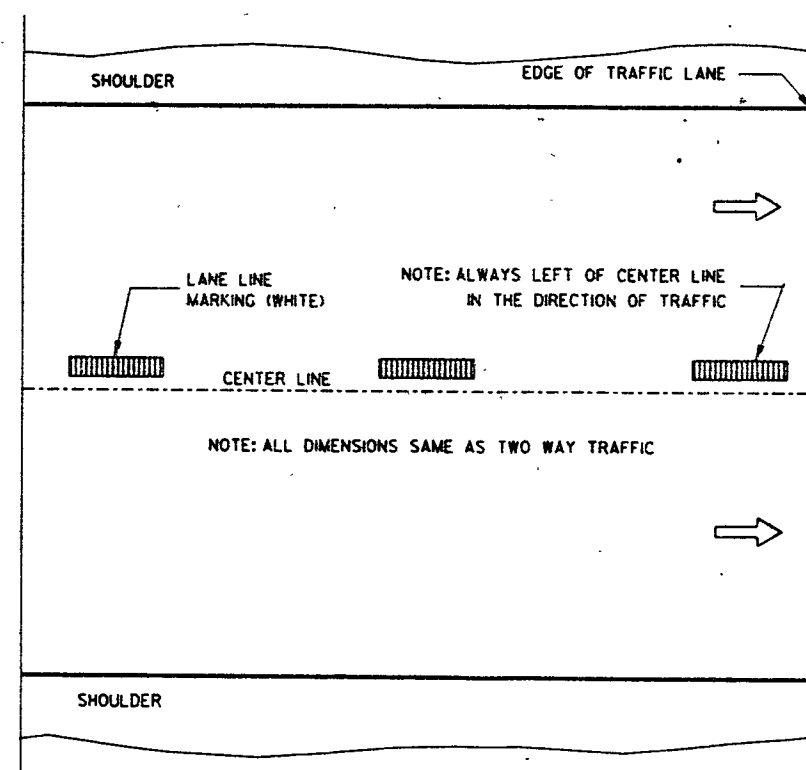 SHOULDER
EDGE OF TRAFFIC LANE
LANE LINE
MARKING (WHITE)
NOTE: ALWAYS LEFT OF CENTER LINE
IN THE DIRECTION OF TRAFFIC
CENTER LINE
NOTE: ALL DIMENSIONS SAME AS TWO WAY TRAFFIC
SHOULDER